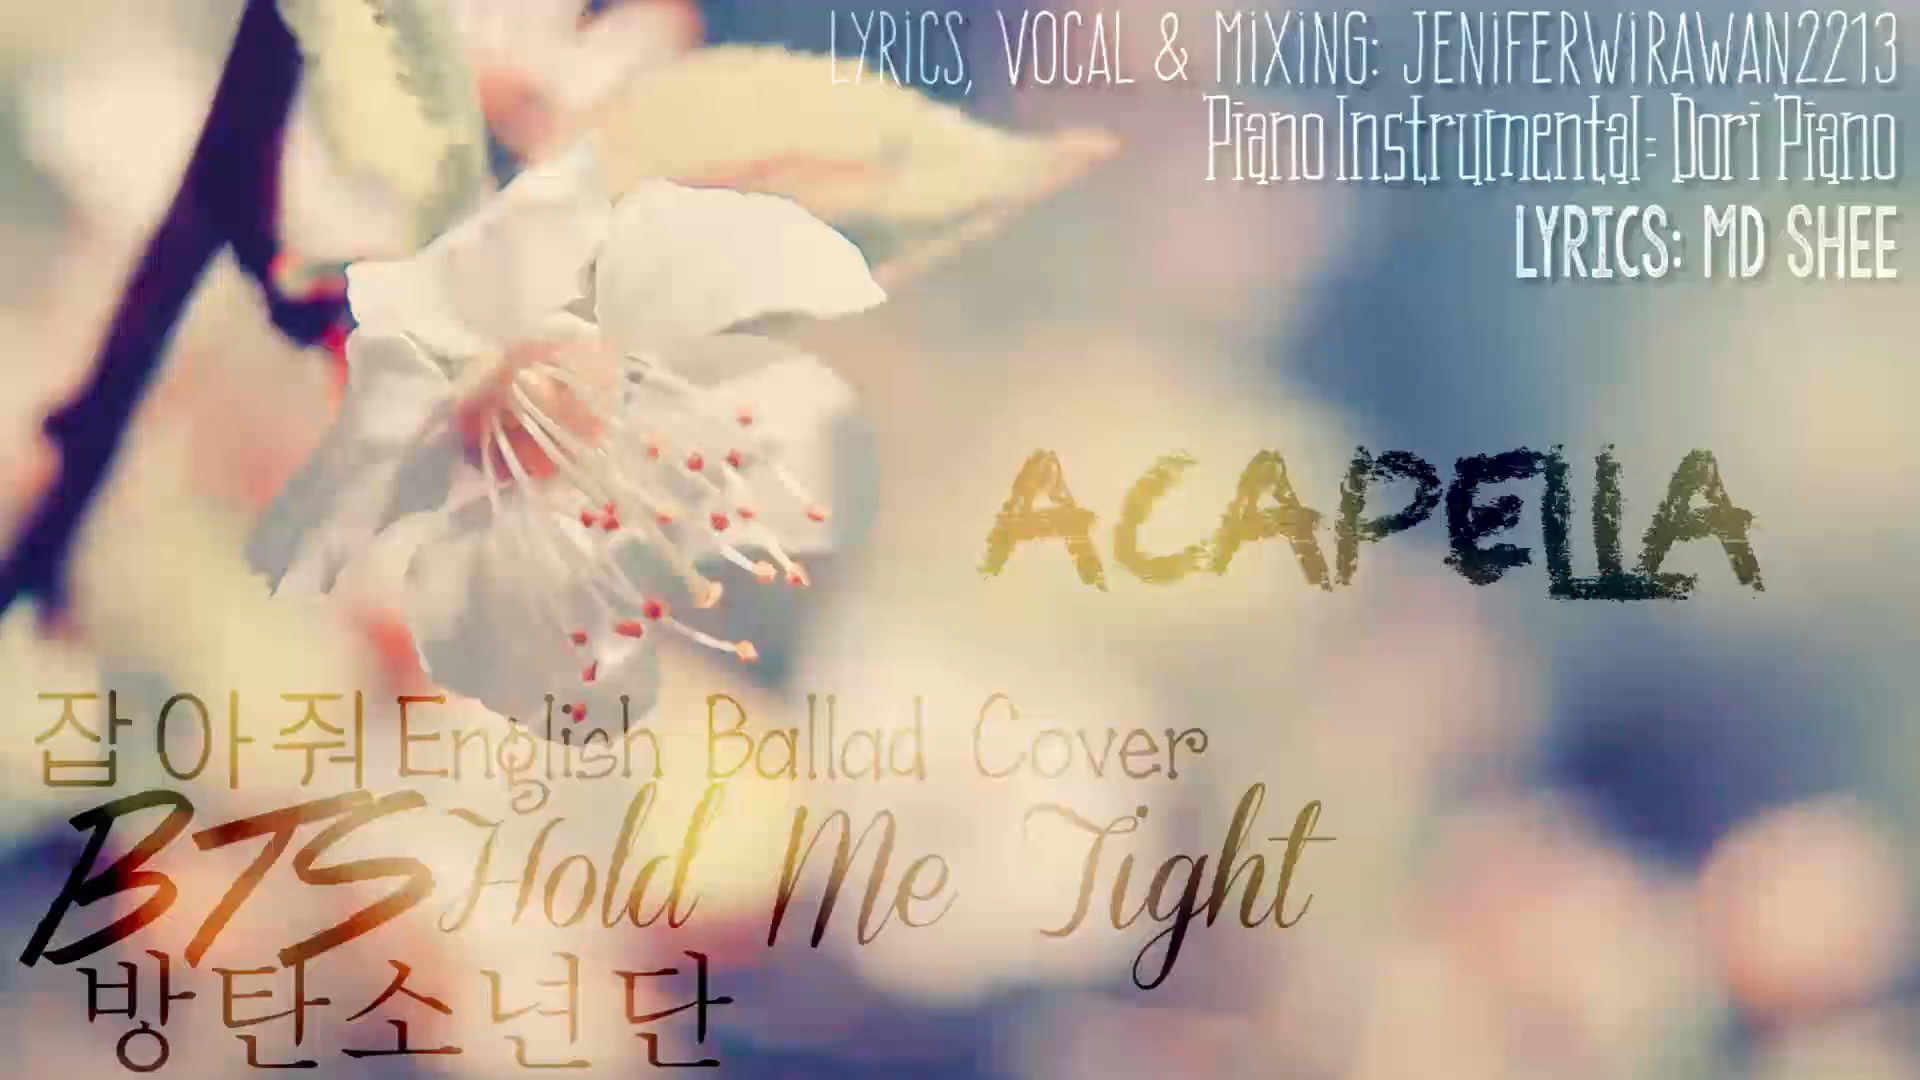 LYRiCS, VOCAL & MiXiNG: JENiFERWiRAWAN2213
Piano Instrumental: Dori Piano
LYRICS: MD SHEE
ACAPELLA
잡아줘 English Ballad Cover
BTS Hold Me Tight
방탄소년단